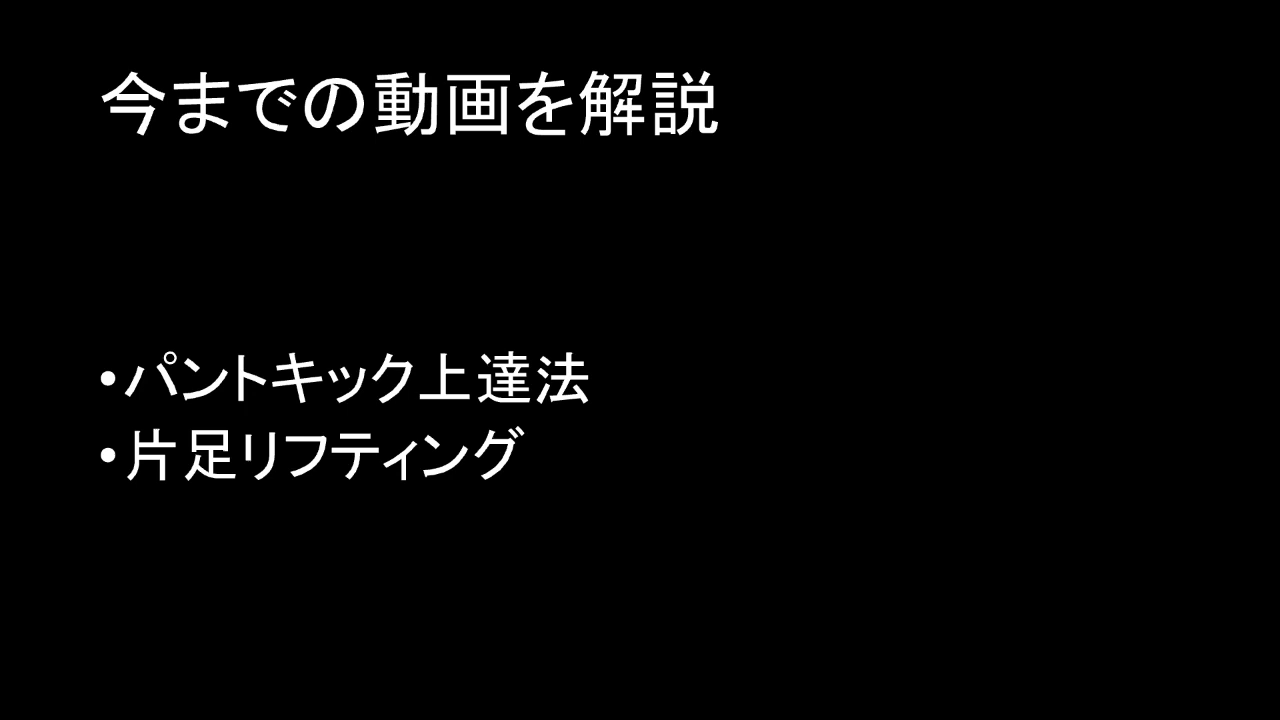 今までの動画を解説
•パントキック上達法
•片足リフティング